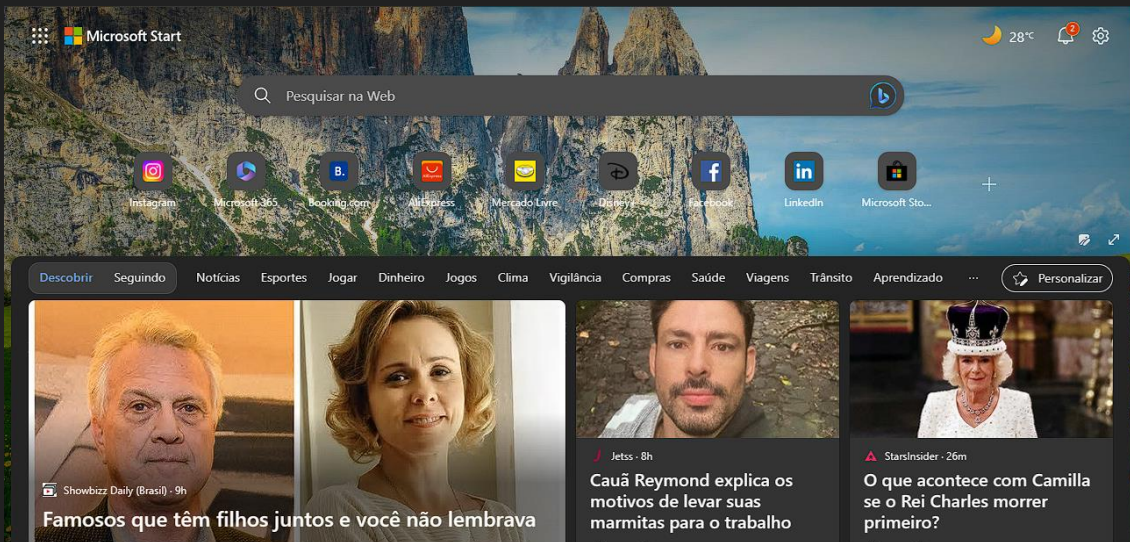 Microsoft Start
28°C
2
Pesquisar na Web
B.
in
Instagram
Microsoft 365
Booking.com
AliExpress
Mercado Livre
Disney+
Facebook
LinkedIn
Microsoft Sto...
Descobrir Seguindo Notícias Esportes Jogar Dinheiro Jogos Clima Vigilância Compras Saúde Viagens Trânsito Aprendizado ... Personalizar
Showbizz Daily (Brasil) · 9h
Famosos que têm filhos juntos e você não lembrava
Jetss · 8h
Cauã Reymond explica os
motivos de levar suas
marmitas para o trabalho
StarsInsider · 26m
O que acontece com Camilla
se o Rei Charles morrer
primeiro?